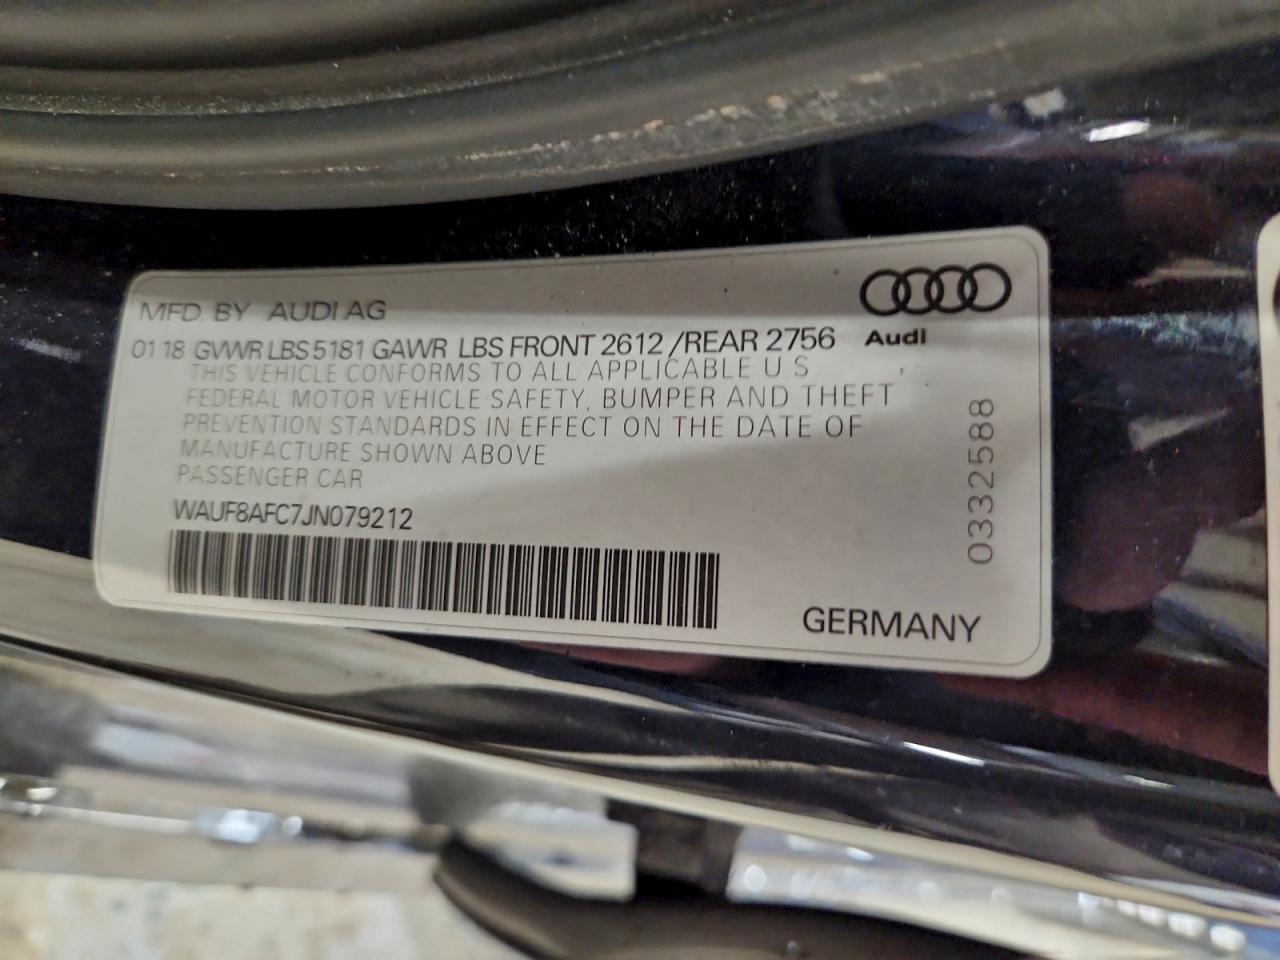 MFD. BY AUDI AG
Audi
01 18 GVWR LBS 5181 GAWR LBS FRONT 2612 /REAR 2756
THIS VEHICLE CONFORMS TO ALL APPLICABLE U.S
FEDERAL MOTOR VEHICLE SAFETY, BUMPER AND THEFT
PREVENTION STANDARDS IN EFFECT ON THE DATE OF
MANUFACTURE SHOWN ABOVE
PASSENGER CAR
WAUF8AFC7JN079212
0332588
GERMANY